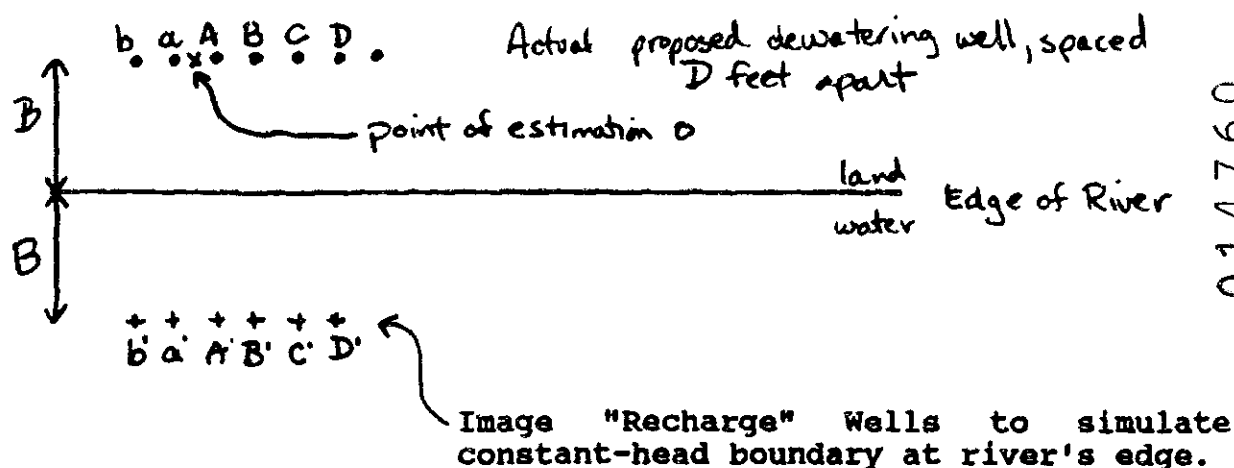 b a A B C D
Actual proposed dewatering well, spaced
D feet apart
B
point of estimation o
land
Edge of River
water
B
b' a' A' B' C' D'
Image "Recharge" Wells to simulate
constant-head boundary at river's edge.